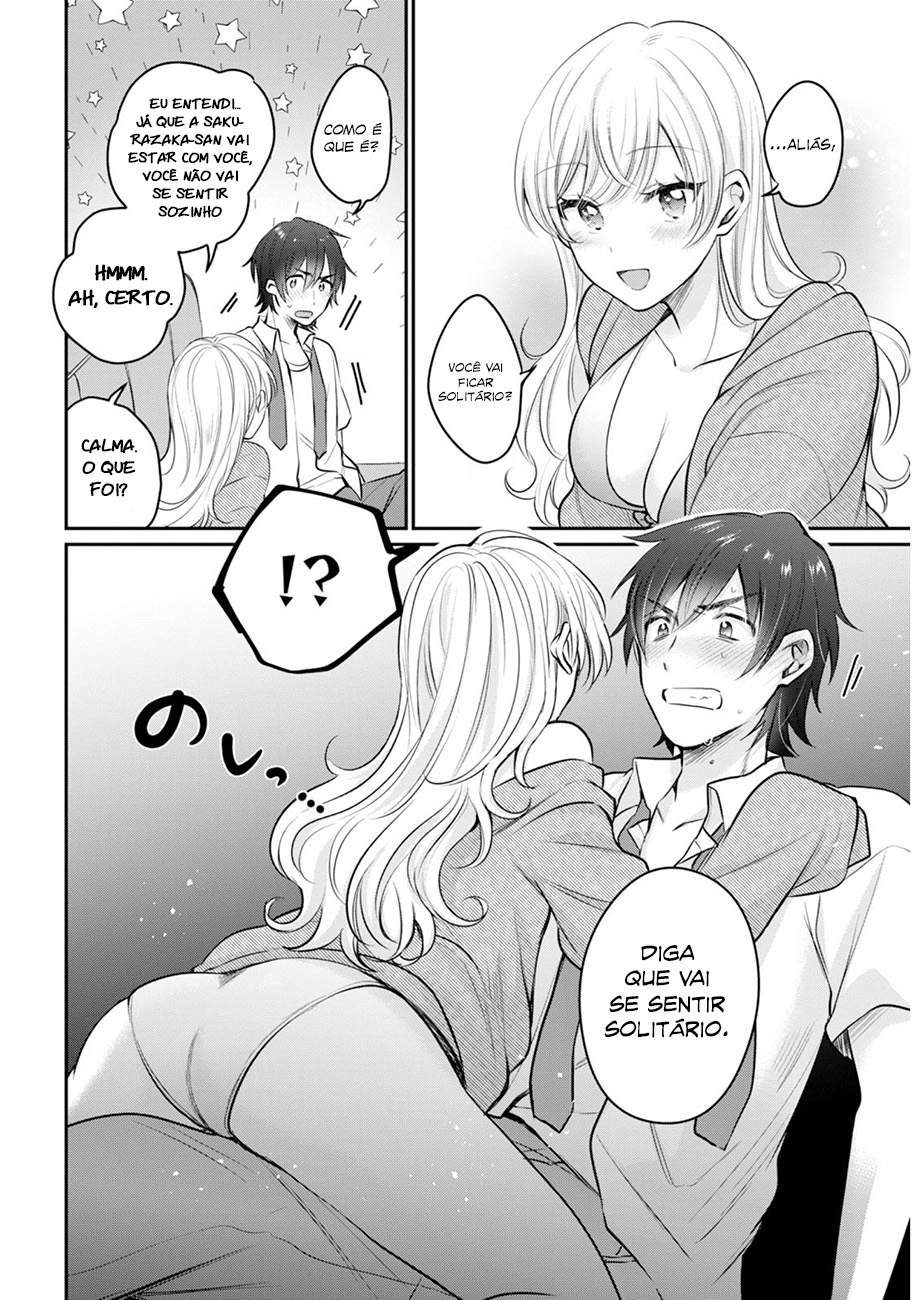 ...ALIÁS,
VOCÊ VAI
FICAR
SOLITÁRIO?
COMO É
QUE É?
EU ENTENDI..
JÁ QUE A SAKU-
RAZAKA-SAN VAI
ESTAR COM VOCÊ,
VOCÊ NÃO VAI
SE SENTIR
SOZINHO
HMMM.
AH, CERTO.
CALMA.
O QUE
FOI?
!?
のしっ...
DIGA
QUE VAI
SE SENTIR
SOLITÁRIO.